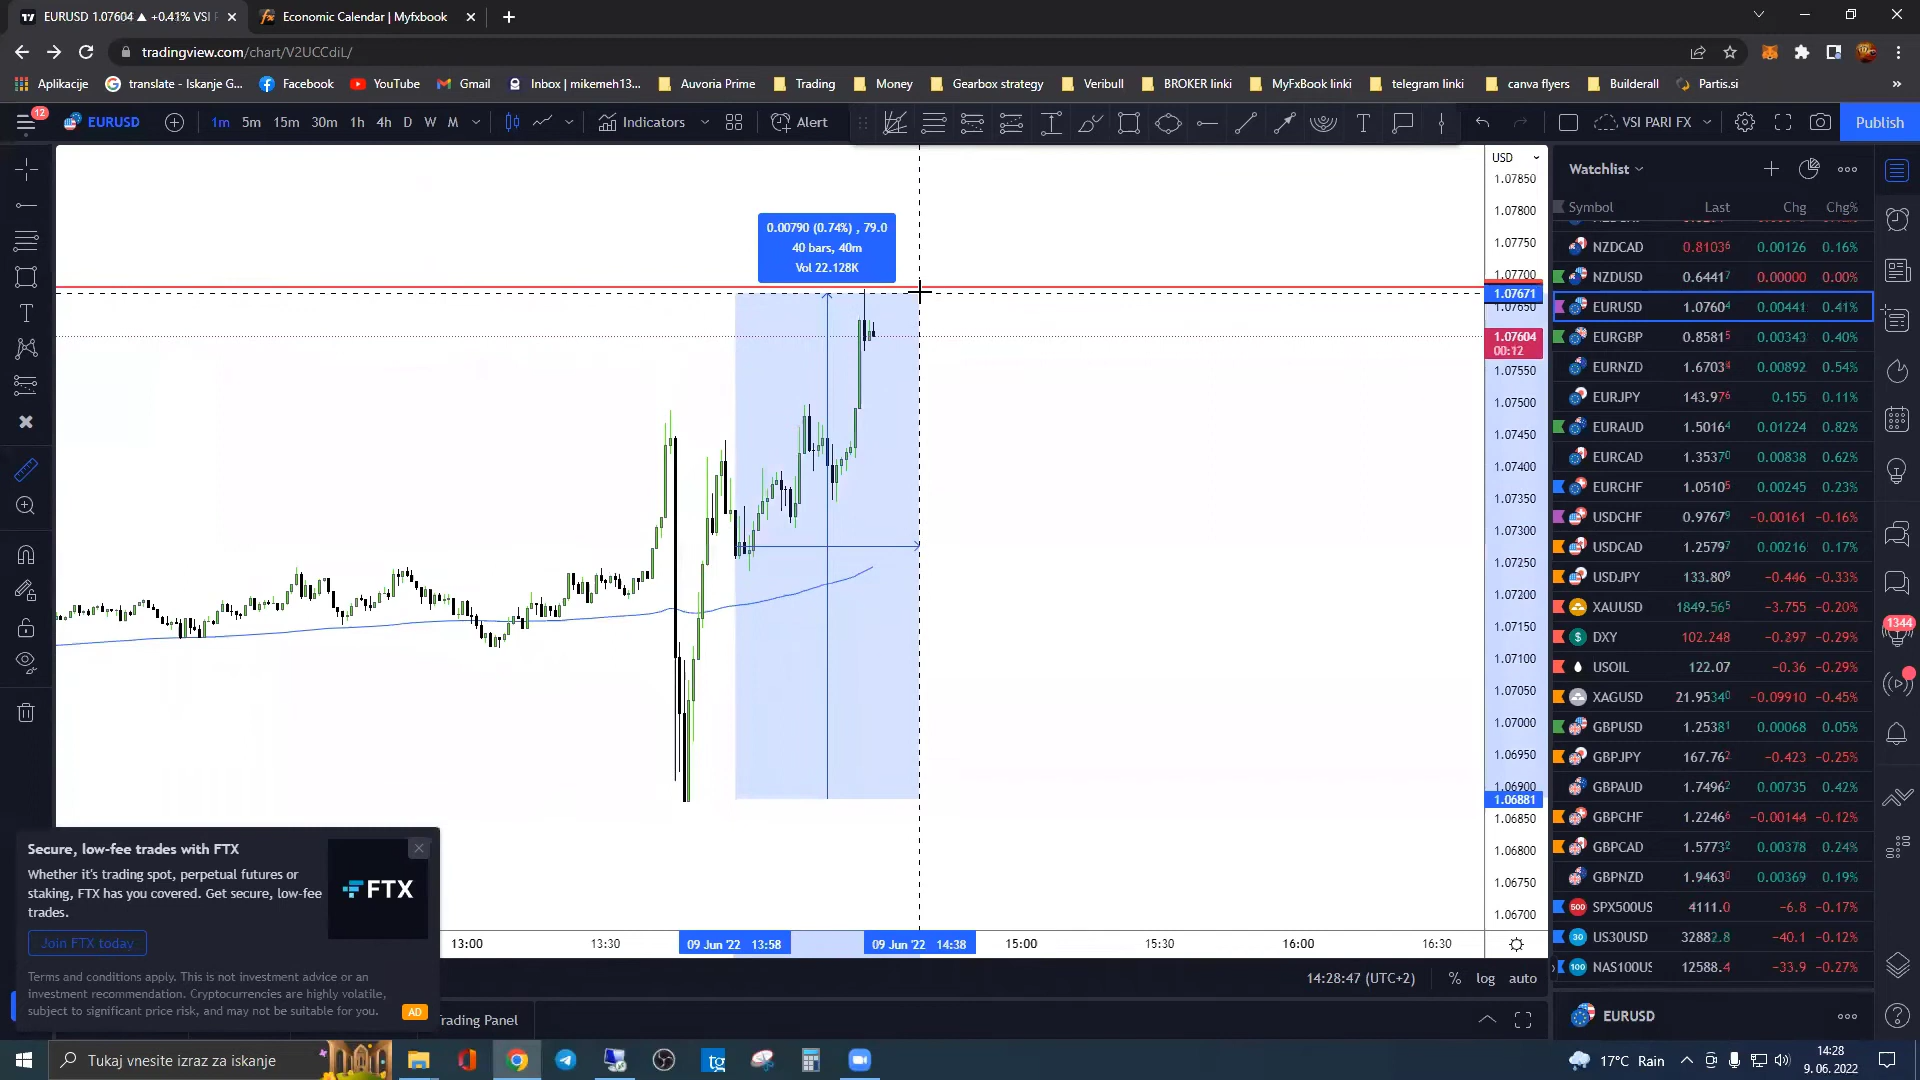 EURUSD 1.07604 ▲ +0.41% VSI P
Economic Calendar | Myfxbook
tradingview.com/chart/V2UCCdiL/
Aplikacije
translate - Iskanje G...
Facebook
YouTube
Gmail
Inbox | mikemeh13...
Auvoria Prime
Trading
Money
Gearbox strategy
Veribull
BROKER linki
MyFxBook linki
telegram linki
canva flyers
Builderall
Partis.si
12
EURUSD
1m 5m 15m 30m 1h 4h D W M
Indicators
Alert
VSI PARI FX
Publish
0.00790 (0.74%) , 79.0
40 bars, 40m
Vol 22.128K
USD
1.07850
1.07800
1.07750
1.07700
1.07671
1.07650
1.07604
00:12
1.07550
1.07500
1.07450
1.07400
1.07350
1.07300
1.07250
1.07200
1.07150
1.07100
1.07050
1.07000
1.06950
1.06900
1.06881
1.06850
1.06800
1.06750
1.06700
13:00
13:30
09 Jun '22 13:58
09 Jun '22 14:38
15:00
15:30
16:00
16:30
14:28:47 (UTC+2)
%
log
auto
Watchlist
Symbol Last Chg Chg%
NZDCAD 0.81036 0.00126 0.16%
NZDUSD 0.64417 0.00000 0.00%
EURUSD 1.07604 0.00441 0.41%
EURGBP 0.85815 0.00343 0.40%
EURNZD 1.67038 0.00892 0.54%
EURJPY 143.976 0.155 0.11%
EURAUD 1.50164 0.01224 0.82%
EURCAD 1.35370 0.00838 0.62%
EURCHF 1.05105 0.00245 0.23%
USDCHF 0.97679 -0.00161 -0.16%
USDCAD 1.25797 0.00216 0.17%
USDJPY 133.809 -0.446 -0.33%
XAUUSD 1849.565 -3.755 -0.20%
DXY 102.248 -0.297 -0.29%
USOIL 122.07 -0.36 -0.29%
XAGUSD 21.95340 -0.09910 -0.45%
GBPUSD 1.25381 0.00068 0.05%
GBPJPY 167.762 -0.423 -0.25%
GBPAUD 1.74962 0.00735 0.42%
GBPCHF 1.22466 -0.00144 -0.12%
GBPCAD 1.57732 0.00378 0.24%
GBPNZD 1.94630 0.00369 0.19%
500 SPX500US 4111.0 -6.8 -0.17%
30 US30USD 32882.8 -40.1 -0.12%
100 NAS100US 12588.4 -33.9 -0.27%
EURUSD
1344
Secure, low-fee trades with FTX
Whether it's trading spot, perpetual futures or
staking, FTX has you covered. Get secure, low-fee
trades.
Join FTX today
FTX
Terms and conditions apply. This is not investment advice or an
investment recommendation. Cryptocurrencies are highly volatile,
subject to significant price risk, and may not be suitable for you.
AD
Trading Panel
Tukaj vnesite izraz za iskanje
tg
17°C Rain
14:28
9. 06. 2022